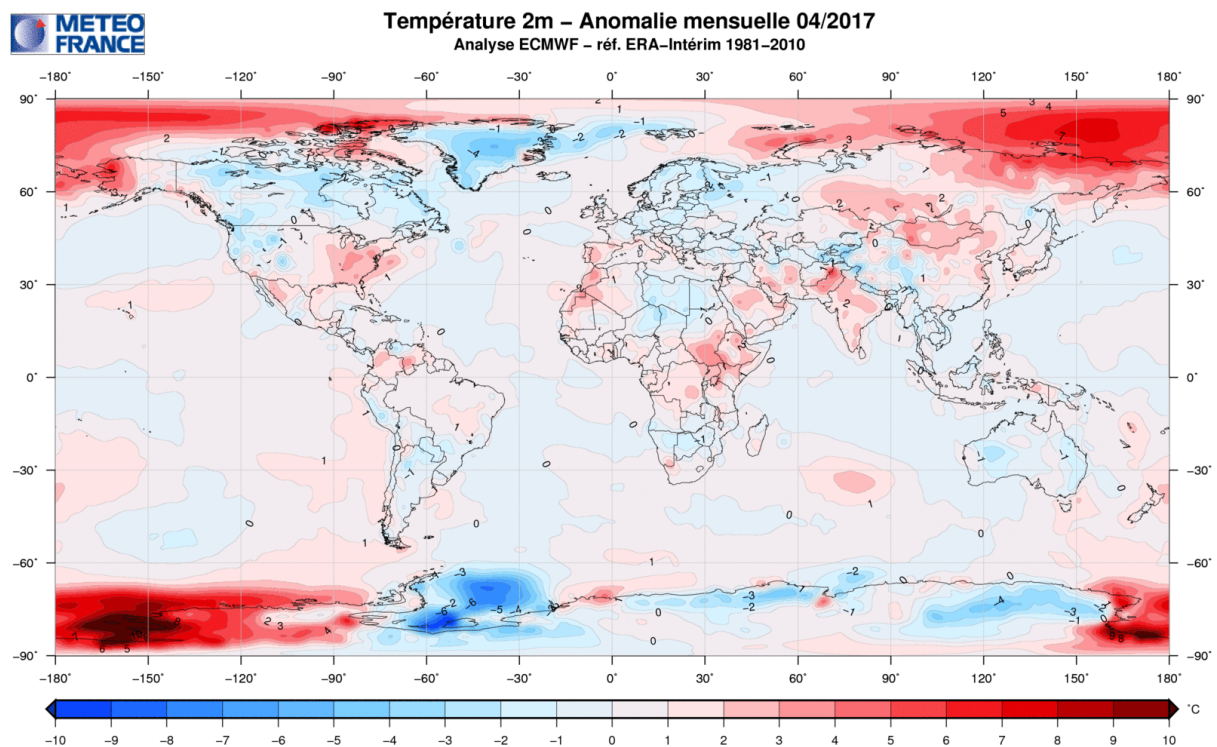 METEO
FRANCE
Température 2m − Anomalie mensuelle 04/2017
Analyse ECMWF − réf. ERA−Intérim 1981−2010
−180° −150° −120° −90° −60° −30° 0° 30° 60° 90° 120° 150° 180°
90° 90°
60° 60°
30° 30°
0° 0°
−30° −30°
−60° −60°
−90° −90°
−180° −150° −120° −90° −60° −30° 0° 30° 60° 90° 120° 150° 180°
°C
−10 −9 −8 −7 −6 −5 −4 −3 −2 −1 0 1 2 3 4 5 6 7 8 9 10